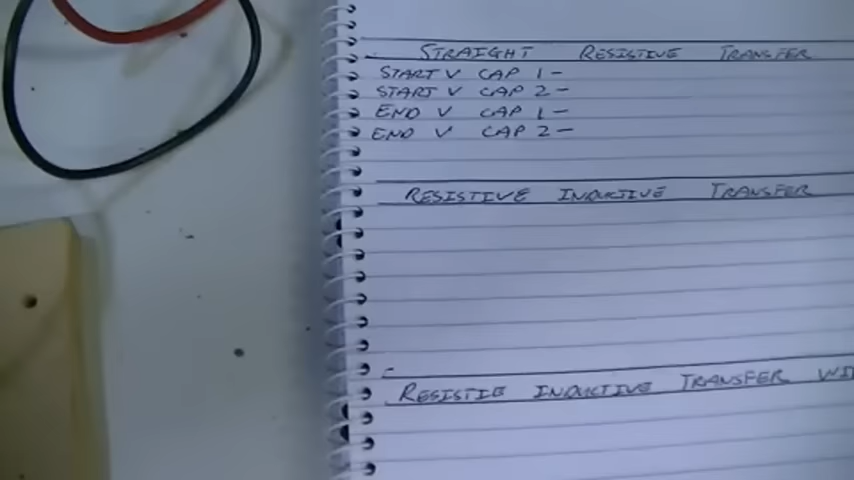 STRAIGHT RESISTIVE TRANSFER
START V CAP 1-
START V CAP 2-
END V CAP 1-
END V CAP 2-
RESISTIVE INDUCTIVE TRANSFER
RESISTIE INDUCTIVE TRANSFER WI